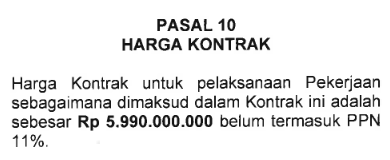 PASAL 10
HARGA KONTRAK
Harga Kontrak untuk pelaksanaan Pekerjaan
sebagaimana dimaksud dalam Kontrak ini adalah
sebesar Rp 5.990.000.000 belum termasuk PPN
11%.